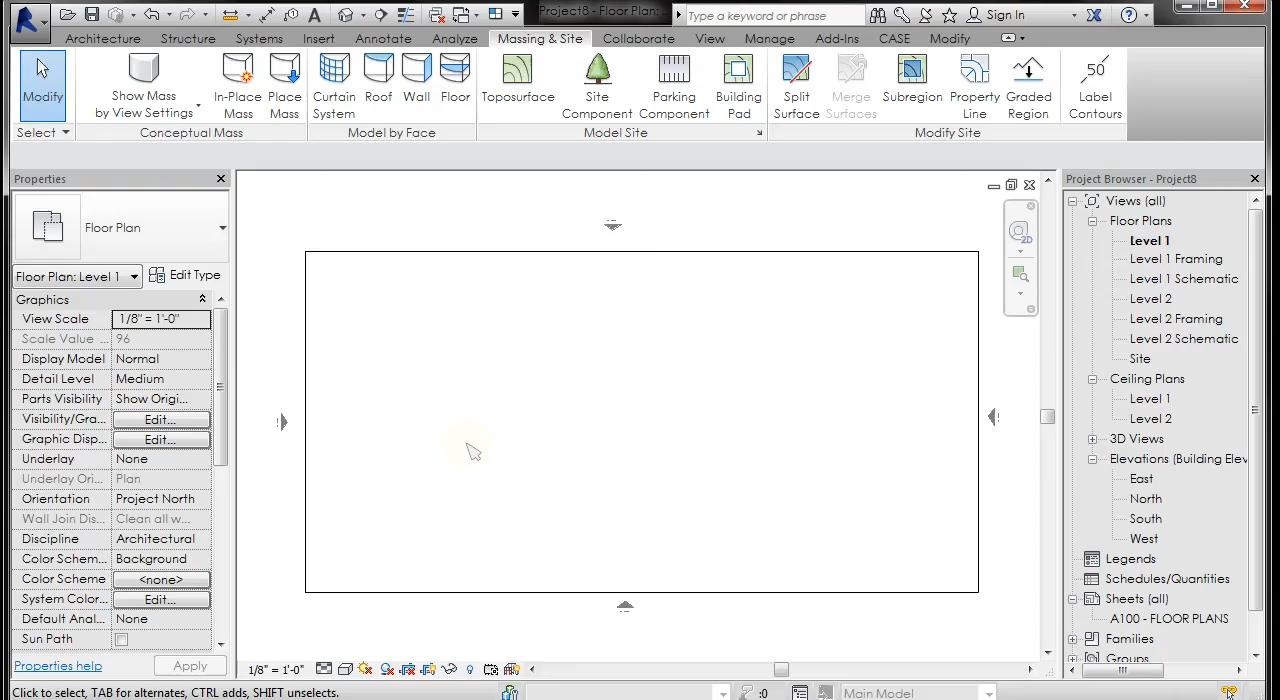 Project8 - Floor Plan:
Type a keyword or phrase
Sign In
Architecture Structure Systems Insert Annotate Analyze Massing & Site Collaborate View Manage Add-Ins CASE Modify
Modify
Show Mass
by View Settings
In-Place
Mass
Place
Mass
Curtain
System
Roof
Wall
Floor
Toposurface
Site
Component
Parking
Component
Building
Pad
Split
Surface
Merge
Surfaces
Subregion
Property
Line
Graded
Region
50
Label
Contours
Select
Conceptual Mass
Model by Face
Model Site
Modify Site
Properties
Floor Plan
Floor Plan: Level 1
Edit Type
Graphics
View Scale 1/8" = 1'-0"
Scale Value ... 96
Display Model Normal
Detail Level Medium
Parts Visibility Show Origi...
Visibility/Gra... Edit...
Graphic Disp... Edit...
Underlay None
Underlay Ori... Plan
Orientation Project North
Wall Join Dis... Clean all w...
Discipline Architectural
Color Schem... Background
Color Scheme <none>
System Color... Edit...
Default Anal... None
Sun Path
Properties help
Apply
2D
1/8" = 1'-0"
Project Browser - Project8
Views (all)
Floor Plans
Level 1
Level 1 Framing
Level 1 Schematic
Level 2
Level 2 Framing
Level 2 Schematic
Site
Ceiling Plans
Level 1
Level 2
3D Views
Elevations (Building Elev
East
North
South
West
Legends
Schedules/Quantities
Sheets (all)
A100 - FLOOR PLANS
Families
Groups
Click to select, TAB for alternates, CTRL adds, SHIFT unselects.
:0
Main Model